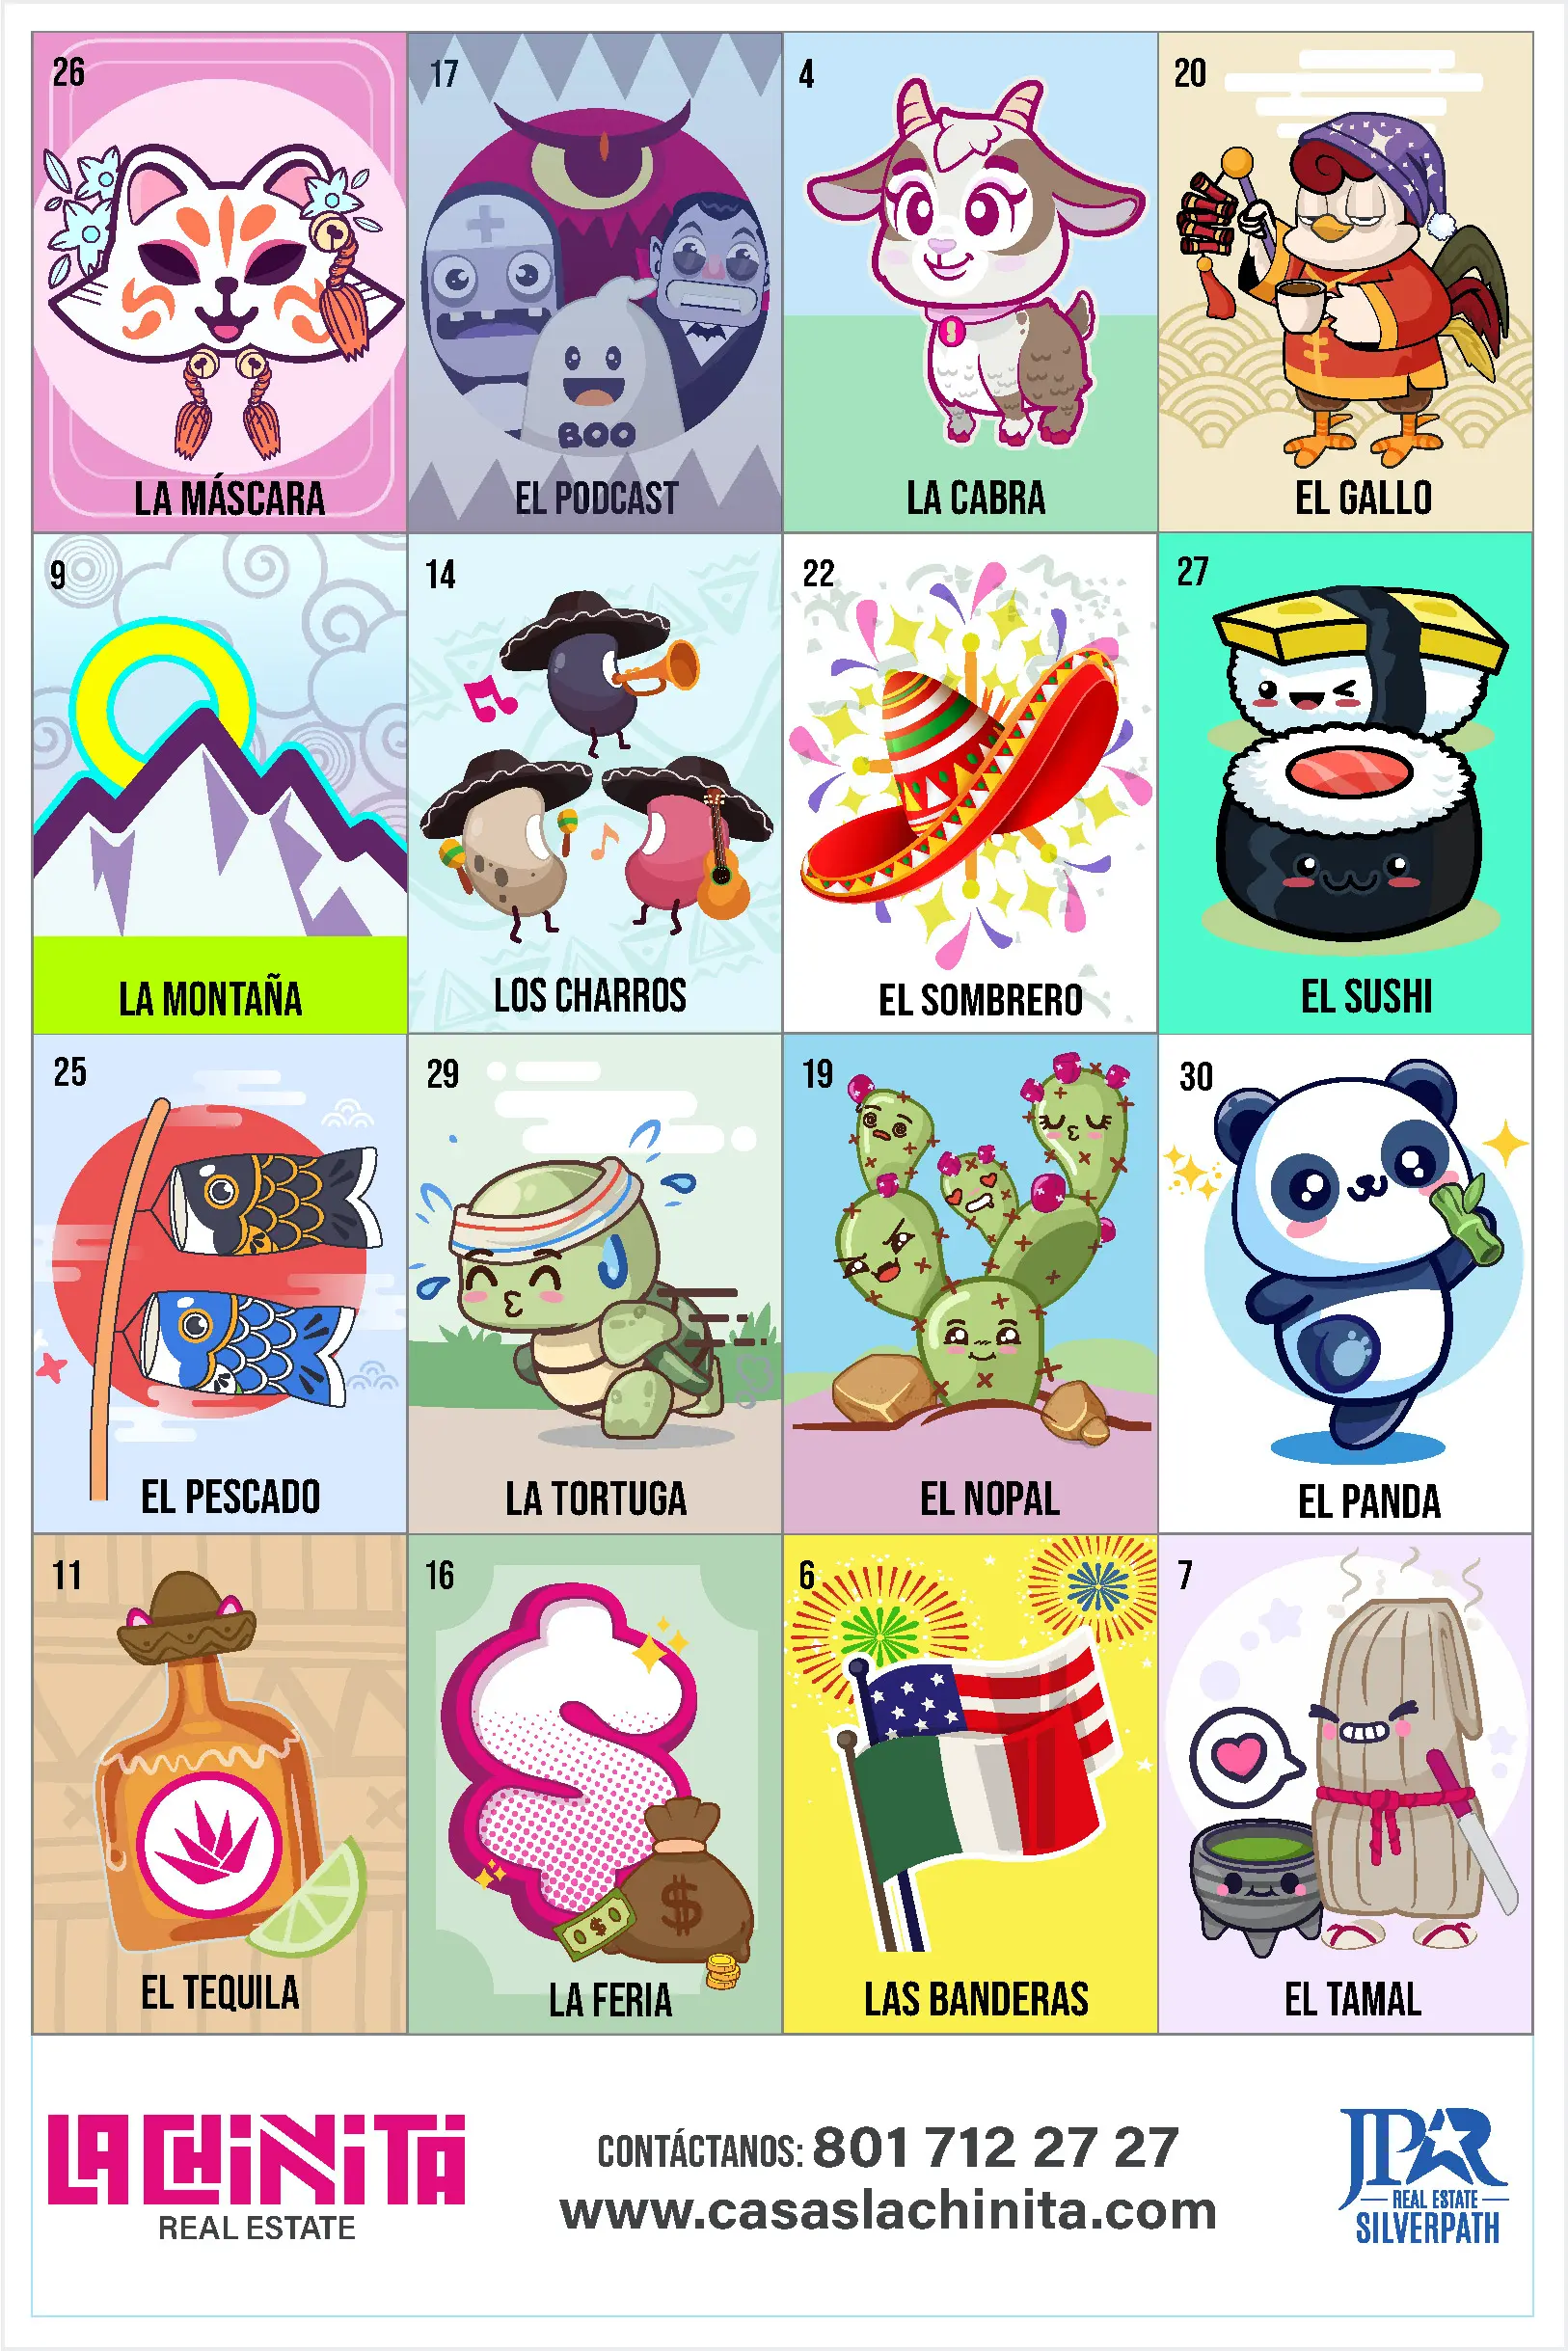 26
LA MÁSCARA
17
BOO
EL PODCAST
4
LA CABRA
20
EL GALLO
9
LA MONTAÑA
14
LOS CHARROS
22
EL SOMBRERO
27
EL SUSHI
25
EL PESCADO
29
LA TORTUGA
19
EL NOPAL
30
EL PANDA
11
EL TEQUILA
16
$
$
LA FERIA
6
LAS BANDERAS
7
EL TAMAL
LA CHINITA
REAL ESTATE
CONTÁCTANOS: 801 712 27 27
www.casaslachinita.com
JPAR
REAL ESTATE
SILVERPATH